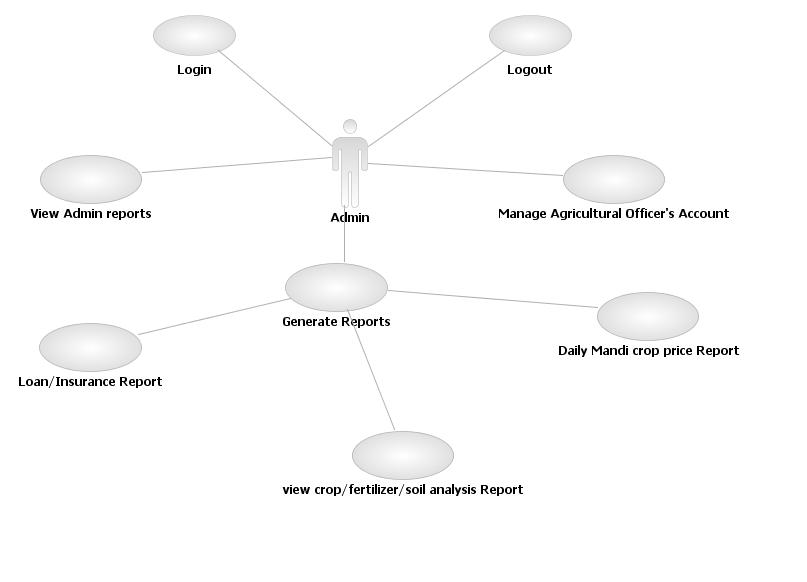 Login
Logout
View Admin reports
Admin
Manage Agricultural Officer's Account
Generate Reports
Daily Mandi crop price Report
Loan/Insurance Report
view crop/fertilizer/soil analysis Report